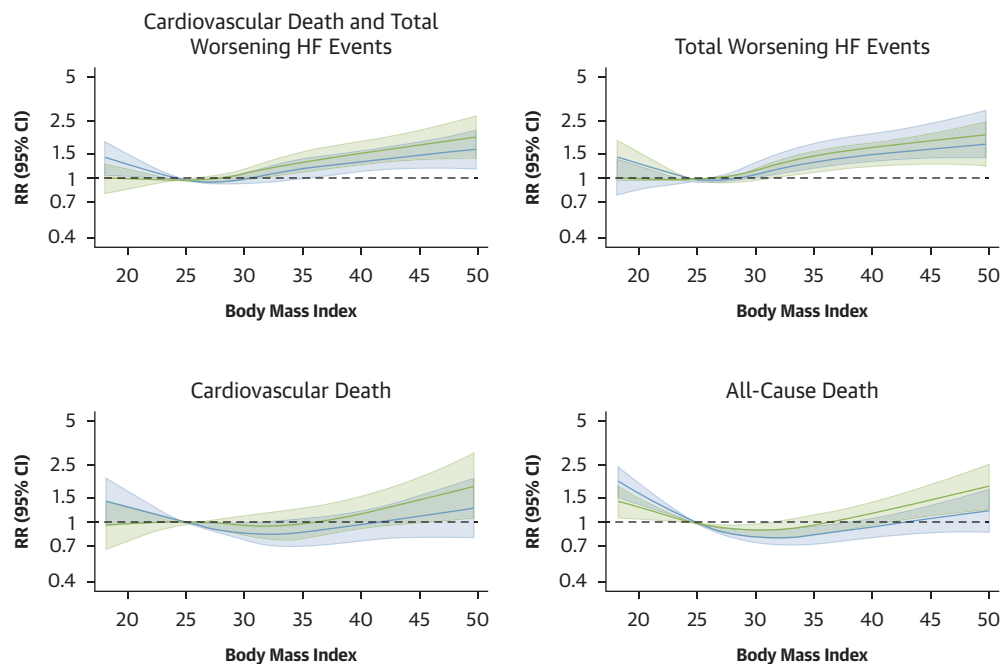 Cardiovascular Death and Total
Worsening HF Events
5
2.5
1.5
1
0.7
0.4
RR (95% CI)
20 25 30 35 40 45 50
Body Mass Index
Total Worsening HF Events
5
2.5
1.5
1
0.7
0.4
RR (95% CI)
20 25 30 35 40 45 50
Body Mass Index
Cardiovascular Death
5
2.5
1.5
1
0.7
0.4
RR (95% CI)
20 25 30 35 40 45 50
Body Mass Index
All-Cause Death
5
2.5
1.5
1
0.7
0.4
RR (95% CI)
20 25 30 35 40 45 50
Body Mass Index